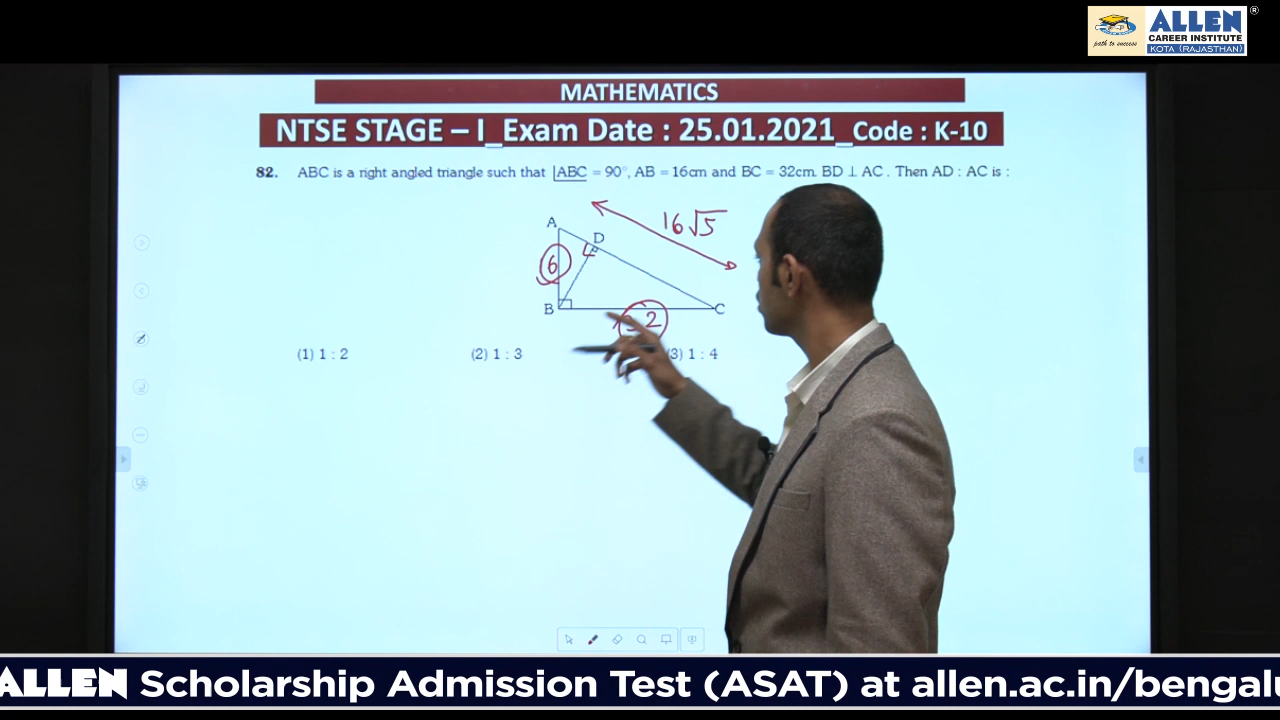 ALLEN ®
CAREER INSTITUTE
path to success
KOTA (RAJASTHAN)
MATHEMATICS
NTSE STAGE – I_Exam Date : 25.01.2021_Code : K-10
82. ABC is a right angled triangle such that ∠ABC = 90°, AB = 16cm and BC = 32cm. BD ⊥ AC . Then AD : AC is :
16√5
A
D
B
C
(1) 1 : 2 (2) 1 : 3 (3) 1 : 4
ALLEN Scholarship Admission Test (ASAT) at allen.ac.in/bengalu